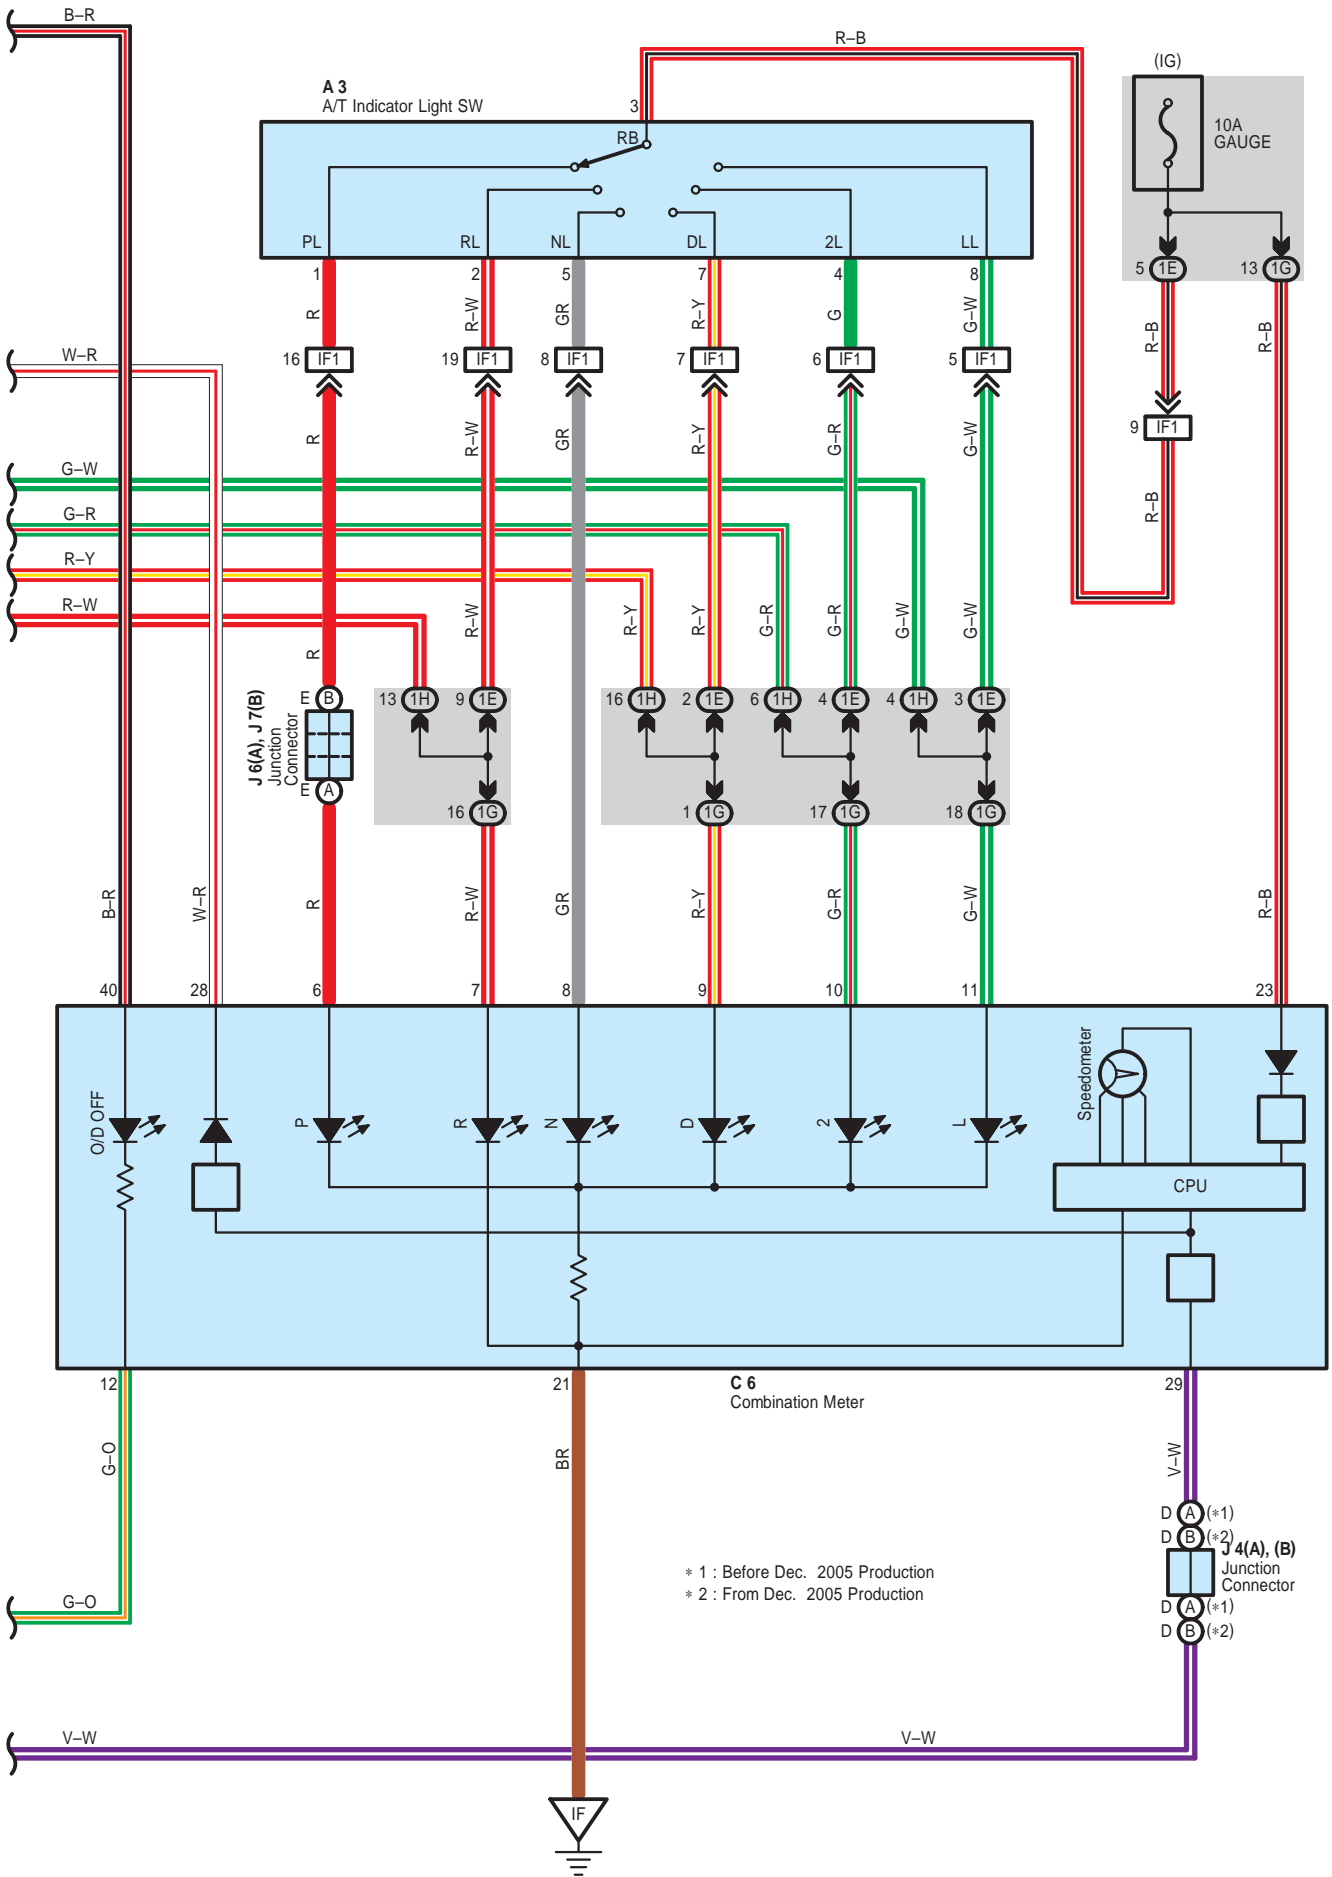 B–R
R–B
(IG)
A 3
A/T Indicator Light SW
3
RB
10A
GAUGE
PL
RL
NL
DL
2L
LL
1
2
5
7
4
8
5
1E
13
1G
R
R–W
GR
R–Y
G
G–W
R–B
R–B
W–R
16
IF1
19
IF1
8
IF1
7
IF1
6
IF1
5
IF1
9
IF1
R
R–W
GR
R–Y
G–R
G–W
G–W
R–B
G–R
R–Y
R–W
R
R–W
R–Y
R–Y
G–R
G–R
G–W
G–W
E
B
13
1H
9
1E
16
1H
2
1E
6
1H
4
1E
4
1H
3
1E
J 6(A), J 7(B)
Junction
Connector
E
A
16
1G
1
1G
17
1G
18
1G
B–R
W–R
R
R–W
GR
R–Y
G–R
G–W
R–B
40
28
6
7
8
9
10
11
23
Speedometer
O/D OFF
P
R
N
D
2
L
CPU
12
21
C 6
Combination Meter
29
G–O
BR
V–W
D
A
(∗1)
D
B
(∗2)
J 4(A), (B)
Junction
Connector
∗ 1 : Before Dec. 2005 Production
∗ 2 : From Dec. 2005 Production
G–O
D
A
(∗1)
D
B
(∗2)
V–W
V–W
IF